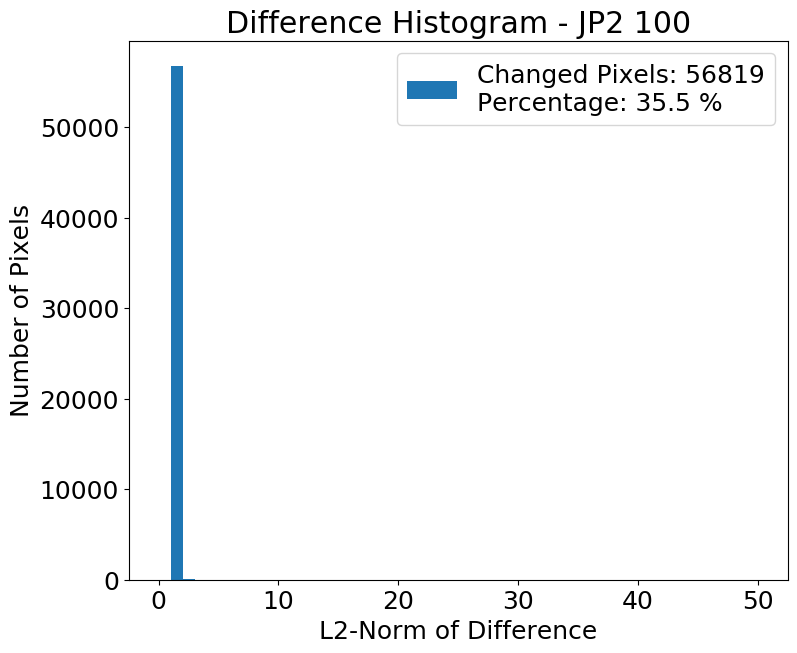 Difference Histogram - JP2 100
Changed Pixels: 56819
Percentage: 35.5 %
Number of Pixels
50000
40000
30000
20000
10000
0
0 10 20 30 40 50
L2-Norm of Difference